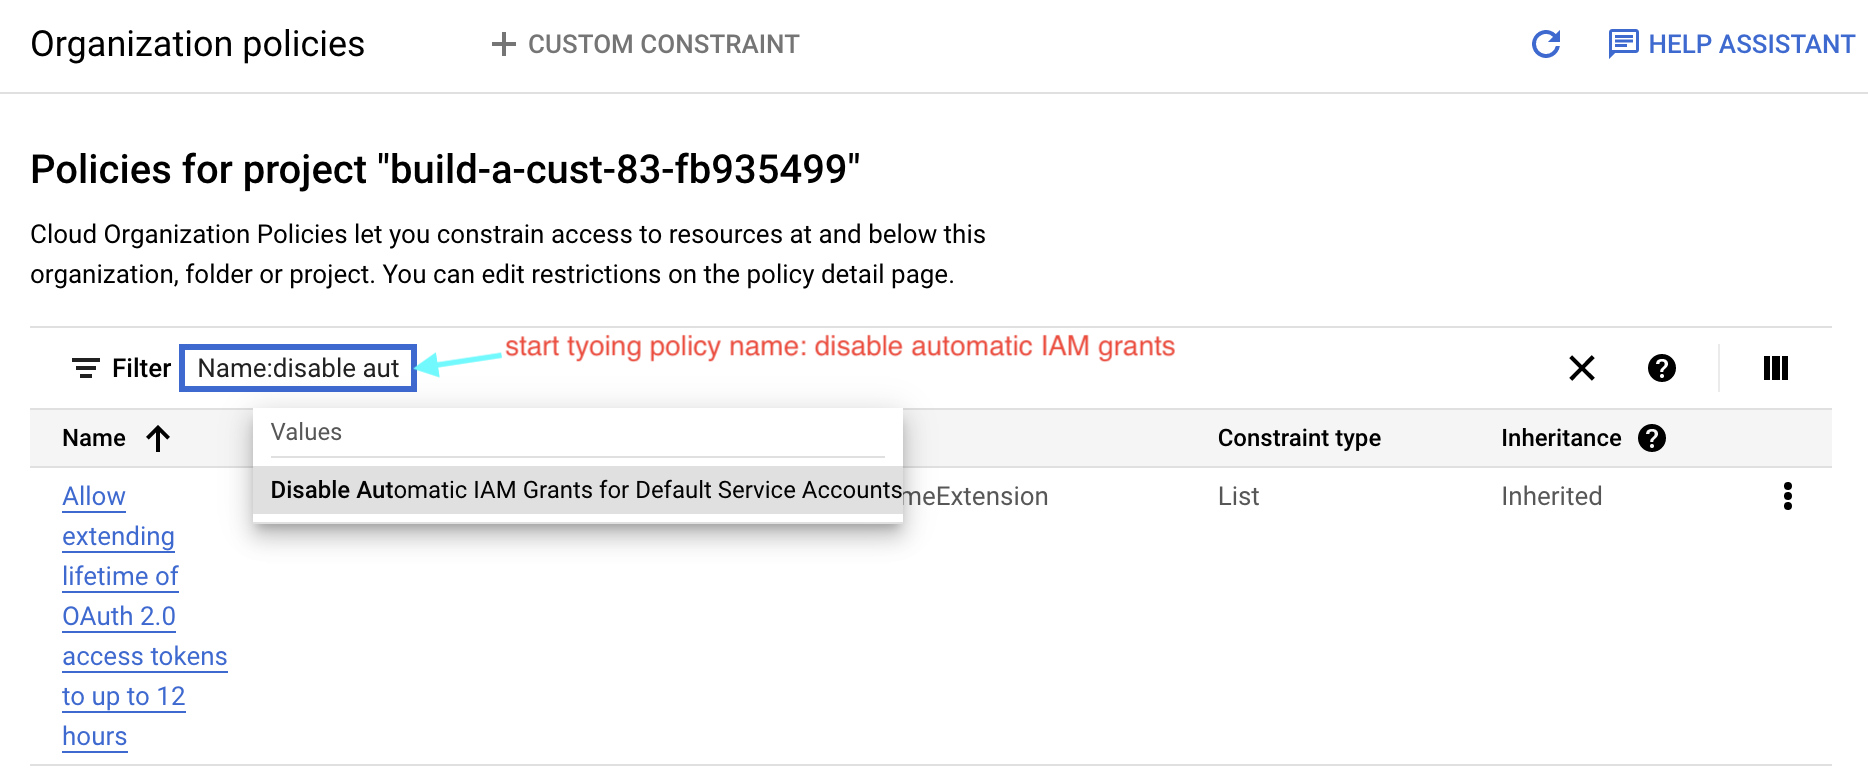 Organization policies
CUSTOM CONSTRAINT
HELP ASSISTANT
Policies for project "build-a-cust-83-fb935499"
Cloud Organization Policies let you constrain access to resources at and below this
organization, folder or project. You can edit restrictions on the policy detail page.
start tyoing policy name: disable automatic IAM grants
Filter Name:disable aut
Name
Constraint type
Inheritance
Values
Disable Automatic IAM Grants for Default Service Accounts
Allow
extending
lifetime of
OAuth 2.0
access tokens
to up to 12
hours
meExtension
List
Inherited